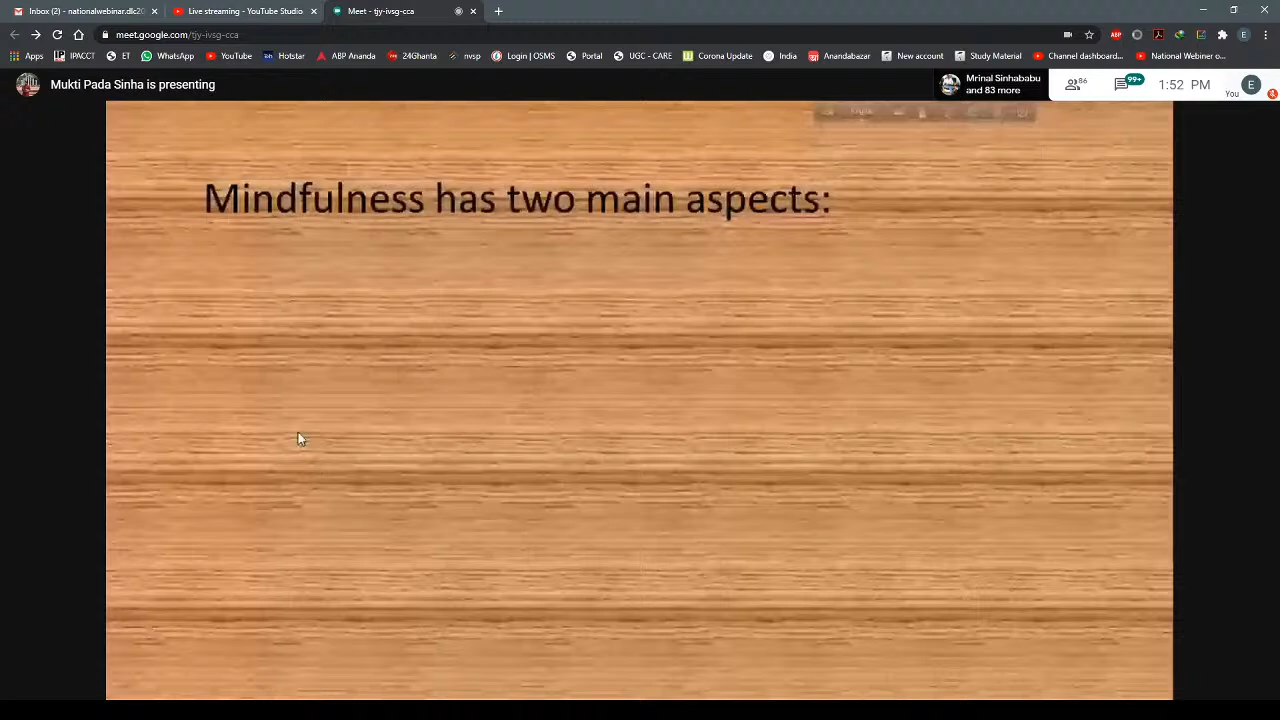 Inbox (2) - nationalwebinar.dlc20
Live streaming - YouTube Studio
Meet - tjy-ivsg-cca
meet.google.com/tjy-ivsg-cca
ABP
E
Apps
IPACCT
WhatsApp
YouTube
Hotstar
ABP Ananda
24Ghanta
nvsp
Login | OSMS
Portal
UGC - CARE
Corona Update
India
Anandabazar
New account
Study Material
Channel dashboard...
National Webinar o...
Mukti Pada Sinha is presenting
Mrinal Sinhababu
and 83 more
86
99+
1:52 PM
You
E
Mindfulness has two main aspects: